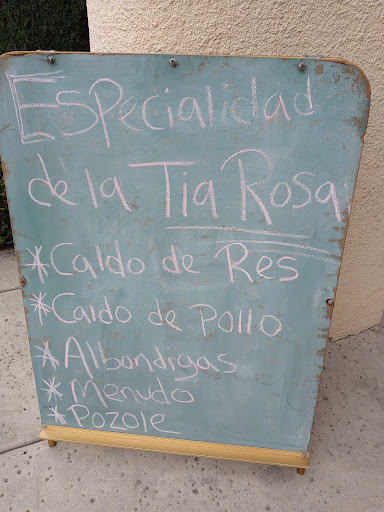 Especialidad
de la Tia Rosa
* Caldo de Res
* Caldo de Pollo
* Albondigas
* Menudo
* Pozole